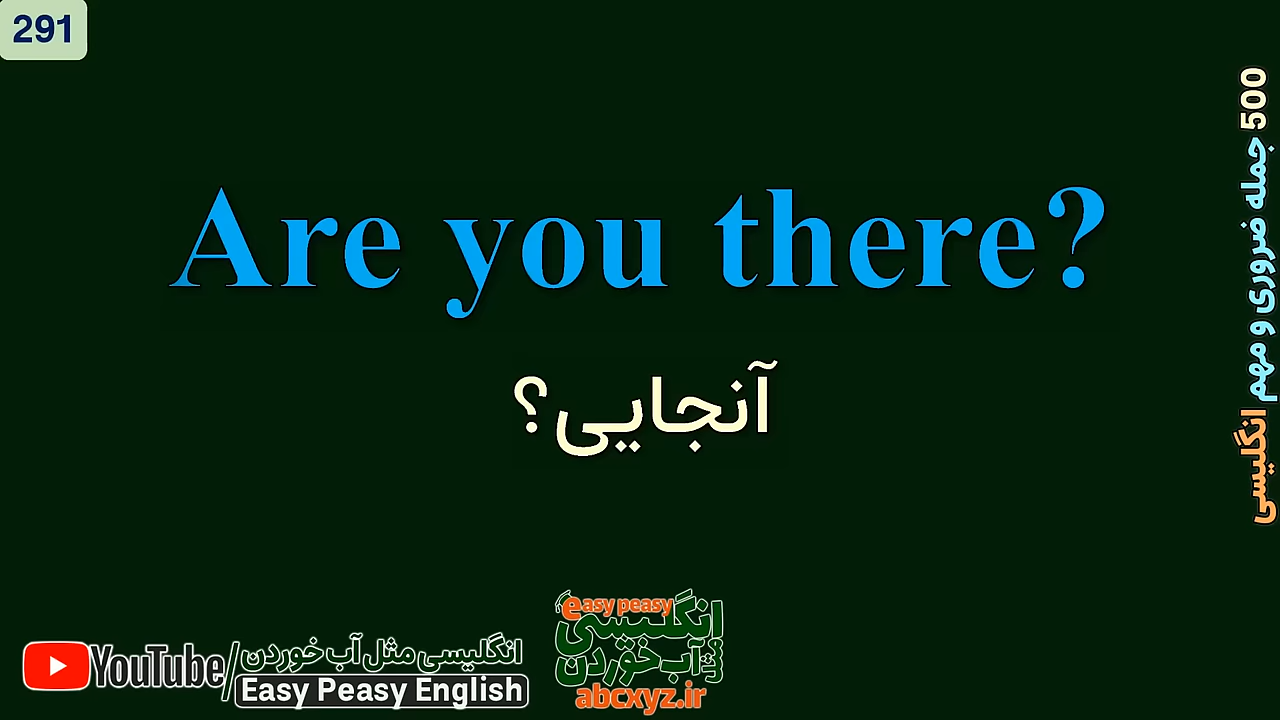 291
500 جمله ضروری و مهم انگلیسی
Are you there?
آنجایی؟
YouTube/انگلیسی مثل آب خوردن
Easy Peasy English
easy peasy
انگلیسی
مثل آب خوردن
abcxyz.ir